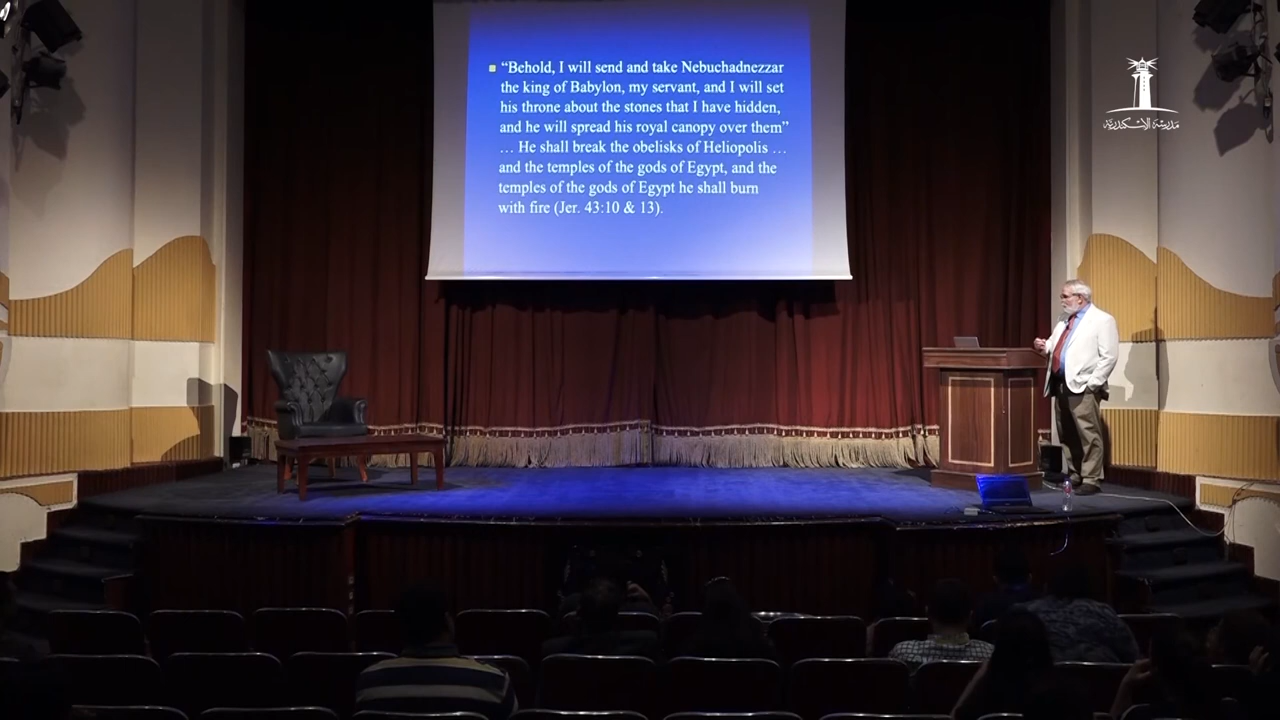 “Behold, I will send and take Nebuchadnezzar
the king of Babylon, my servant, and I will set
his throne about the stones that I have hidden,
and he will spread his royal canopy over them”
… He shall break the obelisks of Heliopolis …
and the temples of the gods of Egypt, and the
temples of the gods of Egypt he shall burn
with fire (Jer. 43:10 & 13).
مدرسة الإسكندرية